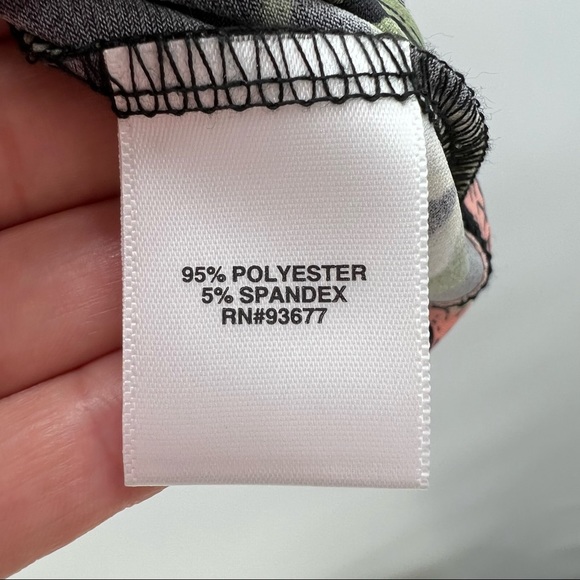 95% POLYESTER
5% SPANDEX
RN#93677